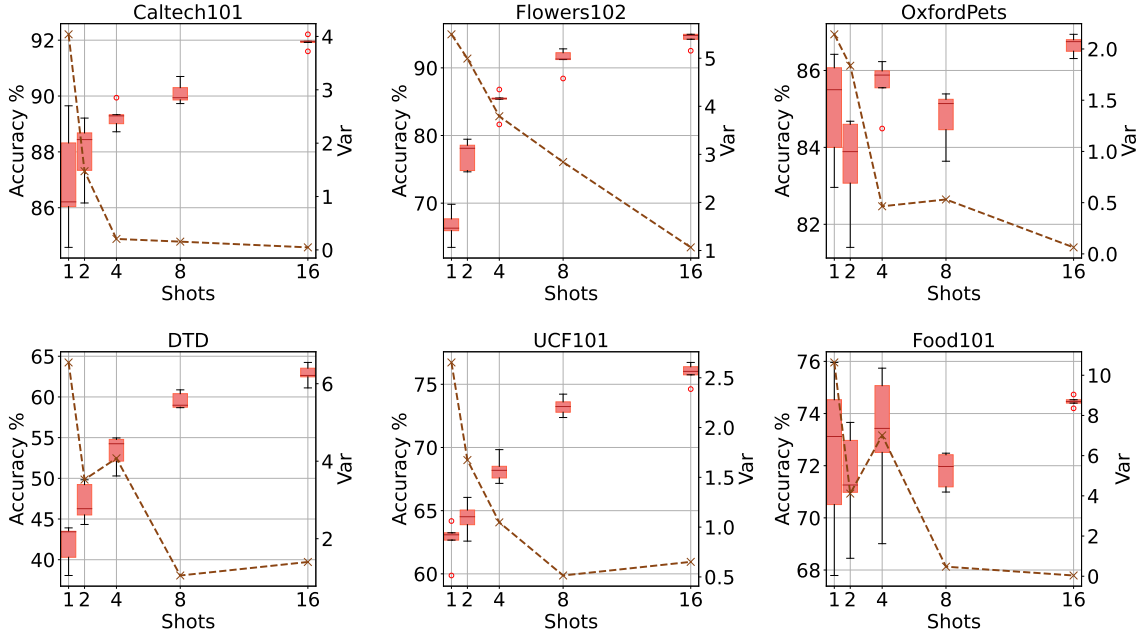 Caltech101
Accuracy %
92
90
88
86
4
3
2
1
0
Var
1 2 4 8 16
Shots
Flowers102
Accuracy %
90
80
70
5
4
3
2
1
Var
1 2 4 8 16
Shots
OxfordPets
Accuracy %
86
84
82
2.0
1.5
1.0
0.5
0.0
Var
1 2 4 8 16
Shots
DTD
Accuracy %
65
60
55
50
45
40
6
4
2
Var
1 2 4 8 16
Shots
UCF101
Accuracy %
75
70
65
60
2.5
2.0
1.5
1.0
0.5
Var
1 2 4 8 16
Shots
Food101
Accuracy %
76
74
72
70
68
10
8
6
4
2
0
Var
1 2 4 8 16
Shots